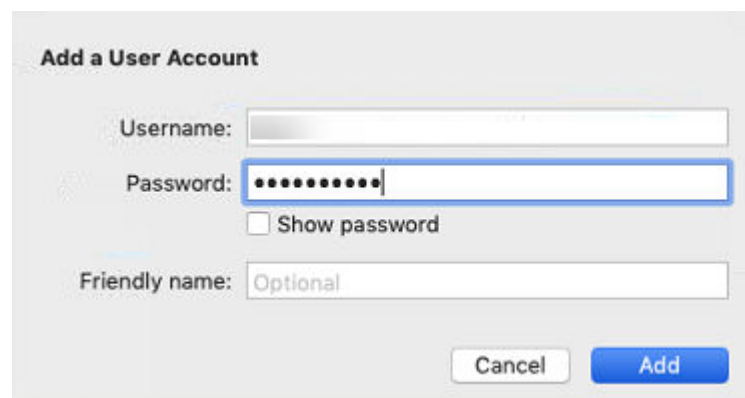 Add a User Account
Username:
Password: ••••••••••
Show password
Friendly name: Optional
Cancel Add